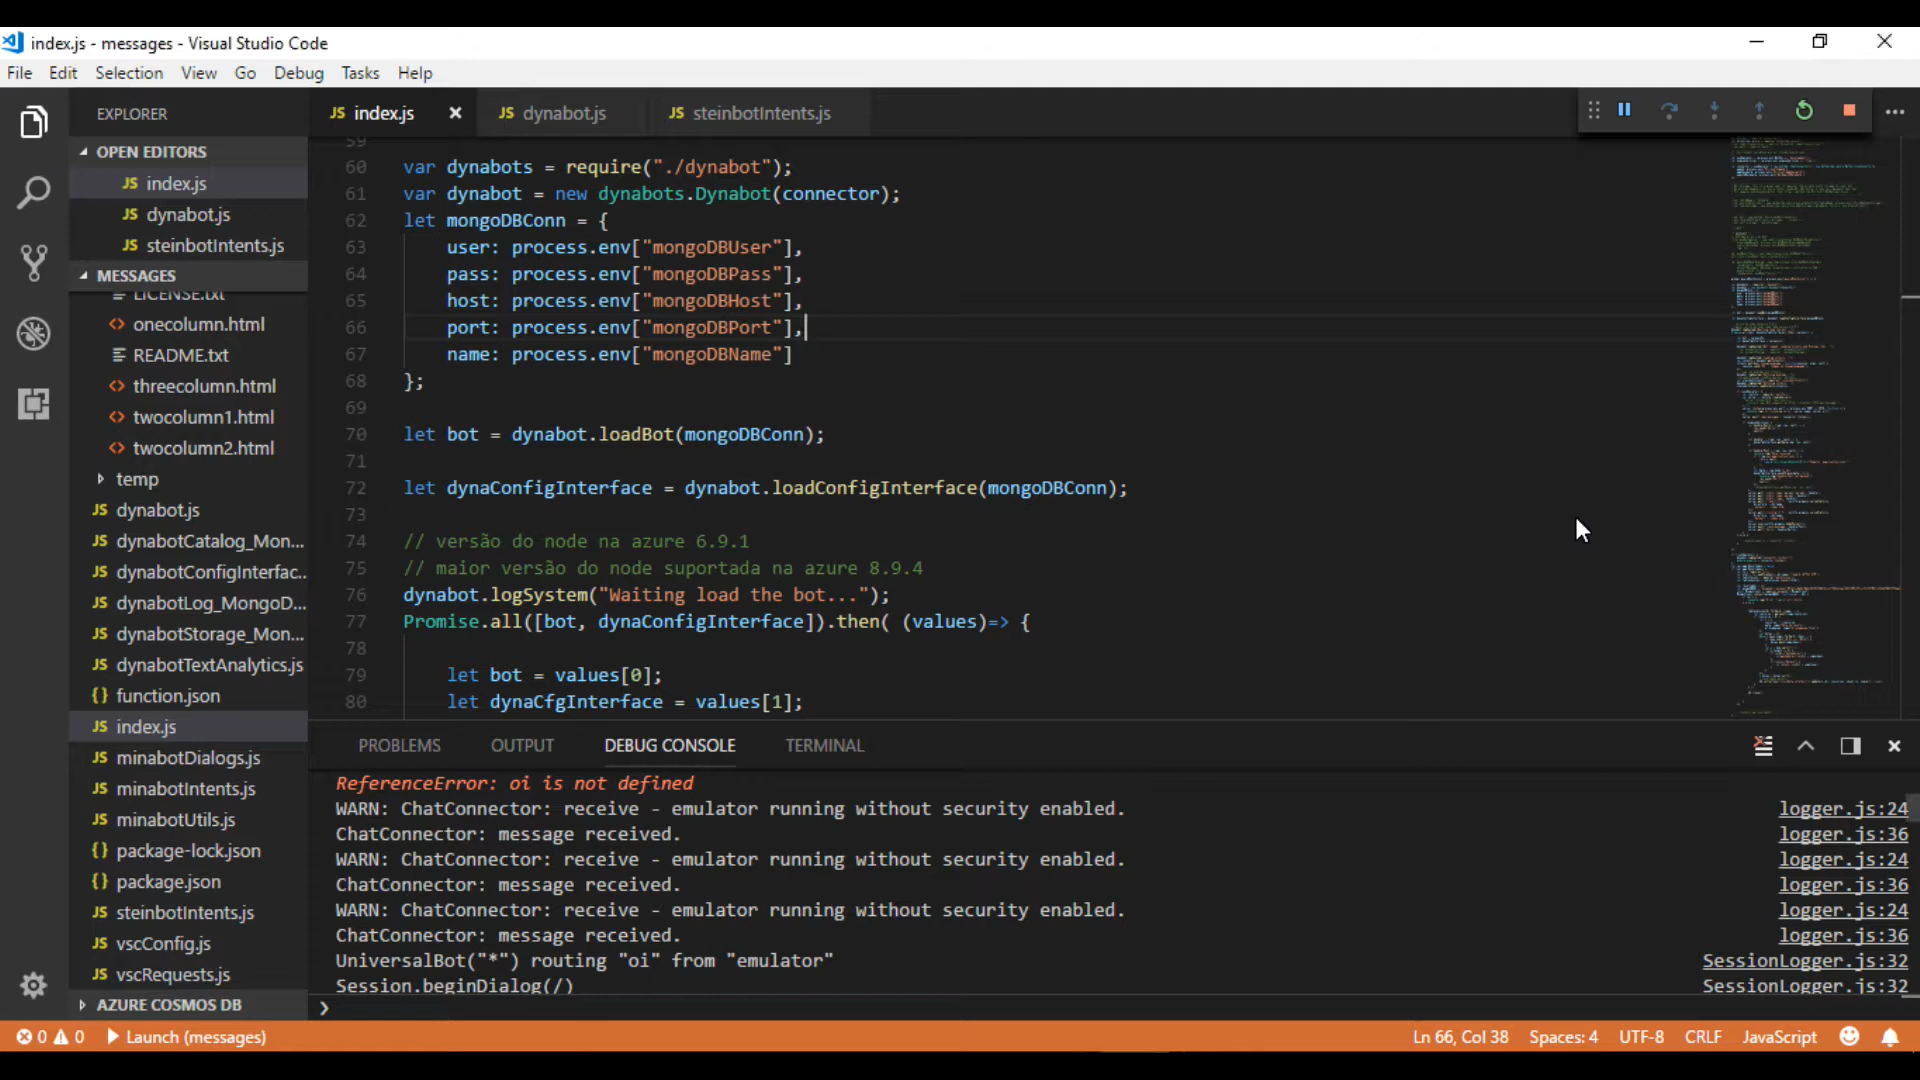 index.js - messages - Visual Studio Code
File Edit Selection View Go Debug Tasks Help
EXPLORER
OPEN EDITORS
JS index.js
JS dynabot.js
JS steinbotIntents.js
MESSAGES
LICENSE.txt
<> onecolumn.html
README.txt
<> threecolumn.html
<> twocolumn1.html
<> twocolumn2.html
temp
JS dynabot.js
JS dynabotCatalog_Mon...
JS dynabotConfigInterfac...
JS dynabotLog_MongoD...
JS dynabotStorage_Mon...
JS dynabotTextAnalytics.js
{} function.json
JS index.js
JS minabotDialogs.js
JS minabotIntents.js
JS minabotUtils.js
{} package-lock.json
{} package.json
JS steinbotIntents.js
JS vscConfig.js
JS vscRequests.js
AZURE COSMOS DB
JS index.js JS dynabot.js JS steinbotIntents.js
59
60 var dynabots = require("./dynabot");
61 var dynabot = new dynabots.Dynabot(connector);
62 let mongoDBConn = {
63 user: process.env["mongoDBUser"],
64 pass: process.env["mongoDBPass"],
65 host: process.env["mongoDBHost"],
66 port: process.env["mongoDBPort"],
67 name: process.env["mongoDBName"]
68 };
69
70 let bot = dynabot.loadBot(mongoDBConn);
71
72 let dynaConfigInterface = dynabot.loadConfigInterface(mongoDBConn);
73
74 // versão do node na azure 6.9.1
75 // maior versão do node suportada na azure 8.9.4
76 dynabot.logSystem("Waiting load the bot...");
77 Promise.all([bot, dynaConfigInterface]).then( (values)=> {
78
79 let bot = values[0];
80 let dynaCfgInterface = values[1];
PROBLEMS OUTPUT DEBUG CONSOLE TERMINAL
ReferenceError: oi is not defined
WARN: ChatConnector: receive - emulator running without security enabled. logger.js:24
ChatConnector: message received. logger.js:36
WARN: ChatConnector: receive - emulator running without security enabled. logger.js:24
ChatConnector: message received. logger.js:36
WARN: ChatConnector: receive - emulator running without security enabled. logger.js:24
ChatConnector: message received. logger.js:36
UniversalBot("*") routing "oi" from "emulator" SessionLogger.js:32
Session.beginDialog(/) SessionLogger.js:32
0 0 Launch (messages) Ln 66, Col 38 Spaces: 4 UTF-8 CRLF JavaScript